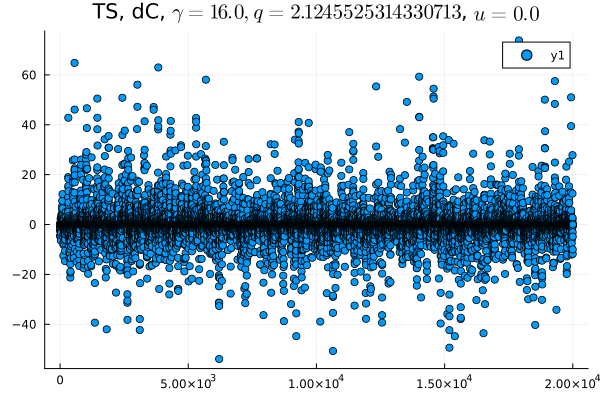 TS, dC, γ = 16.0, q = 2.1245525314330713, u = 0.0
y1
60
40
20
0
−20
−40
0 5.00×10³ 1.00×10⁴ 1.50×10⁴ 2.00×10⁴